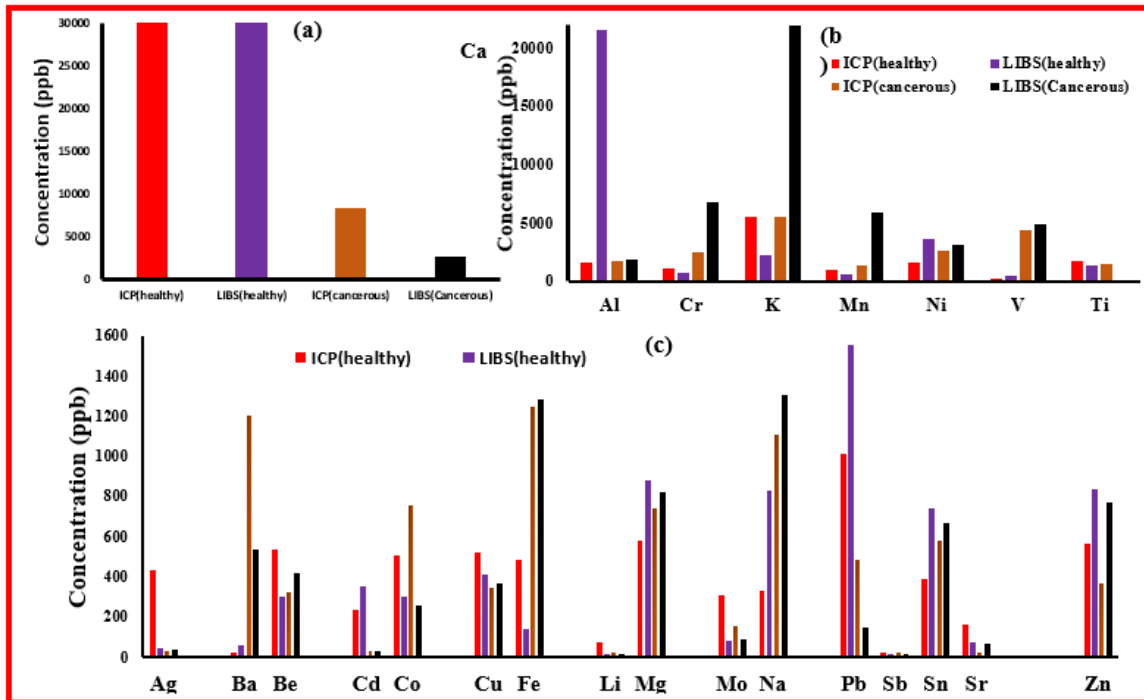 (a)
Ca
Concentration (ppb)
30000
25000
20000
15000
10000
5000
0
ICP(healthy) LIBS(healthy) ICP(cancerous) LIBS(Cancerous)
(b
)
Concentration (ppb)
20000
15000
10000
5000
0
ICP(healthy) LIBS(healthy)
ICP(cancerous) LIBS(Cancerous)
Al Cr K Mn Ni V Ti
(c)
Concentration (ppb)
1600
1400
1200
1000
800
600
400
200
0
ICP(healthy) LIBS(healthy)
Ag Ba Be Cd Co Cu Fe Li Mg Mo Na Pb Sb Sn Sr Zn